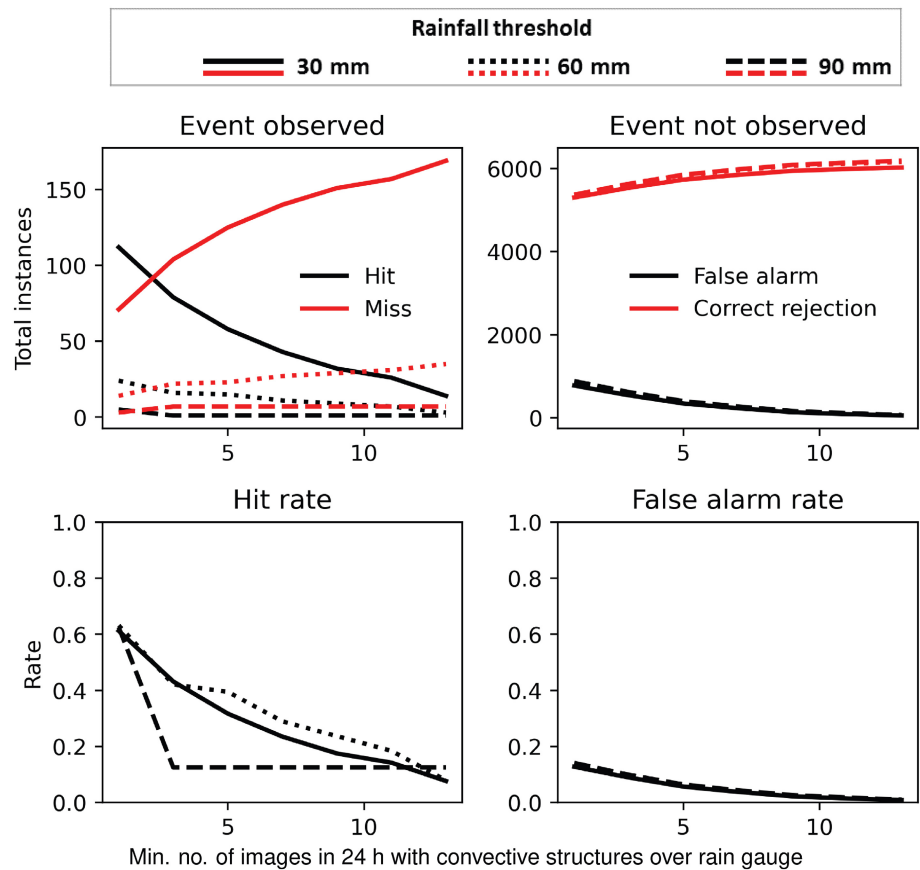 Rainfall threshold
30 mm 60 mm 90 mm
Event observed
Event not observed
Total instances
150
100
50
0
5 10
Hit
Miss
6000
4000
2000
0
5 10
False alarm
Correct rejection
Hit rate
False alarm rate
Rate
1.0
0.8
0.6
0.4
0.2
0.0
5 10
1.0
0.8
0.6
0.4
0.2
0.0
5 10
Min. no. of images in 24 h with convective structures over rain gauge